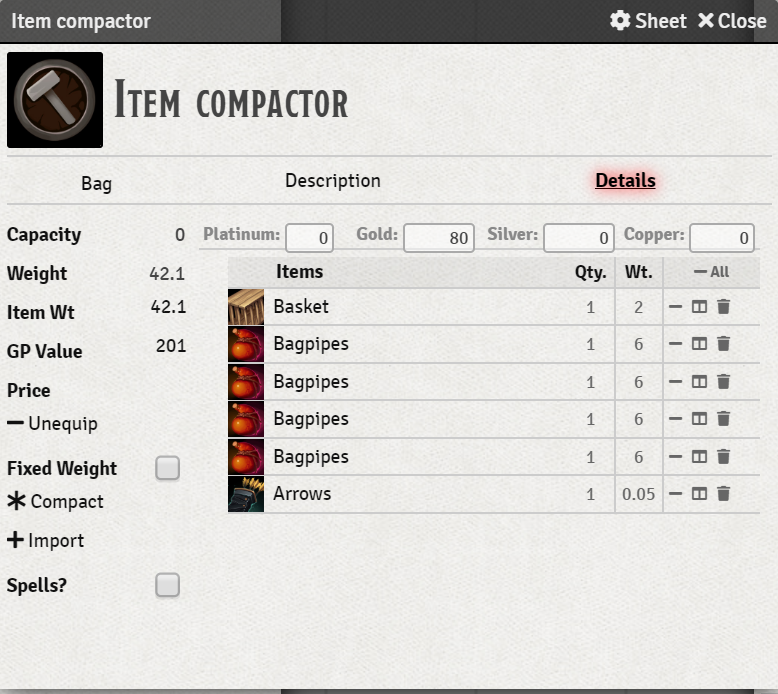 Item compactor Sheet Close
Item compactor
Bag Description Details
Capacity 0 Platinum: 0 Gold: 80 Silver: 0 Copper: 0
Weight 42.1 Items Qty. Wt. All
Item Wt 42.1 Basket 1 2
GP Value 201 Bagpipes 1 6
Price Bagpipes 1 6
Unequip Bagpipes 1 6
Fixed Weight Bagpipes 1 6
Compact Arrows 1 0.05
Import
Spells?